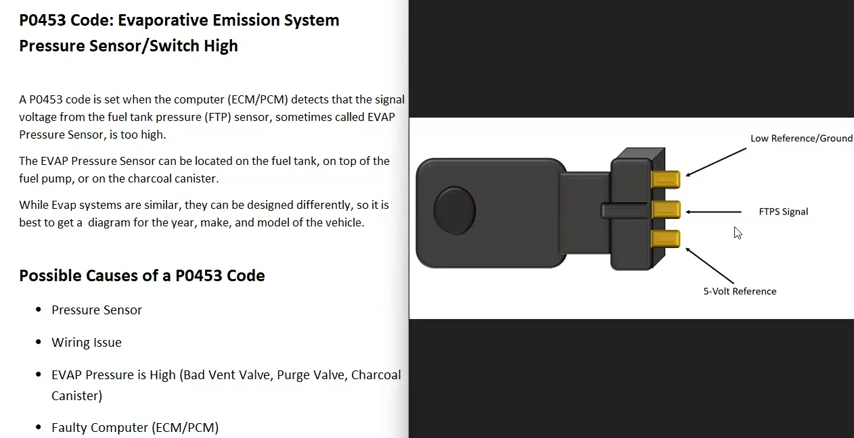 P0453 Code: Evaporative Emission System
Pressure Sensor/Switch High
A P0453 code is set when the computer (ECM/PCM) detects that the signal
voltage from the fuel tank pressure (FTP) sensor, sometimes called EVAP
Pressure Sensor, is too high.
The EVAP Pressure Sensor can be located on the fuel tank, on top of the
fuel pump, or on the charcoal canister.
While Evap systems are similar, they can be designed differently, so it is
best to get a diagram for the year, make, and model of the vehicle.
Possible Causes of a P0453 Code
• Pressure Sensor
• Wiring Issue
• EVAP Pressure is High (Bad Vent Valve, Purge Valve, Charcoal
Canister)
• Faulty Computer (ECM/PCM)
Low Reference/Ground
FTPS Signal
5-Volt Reference